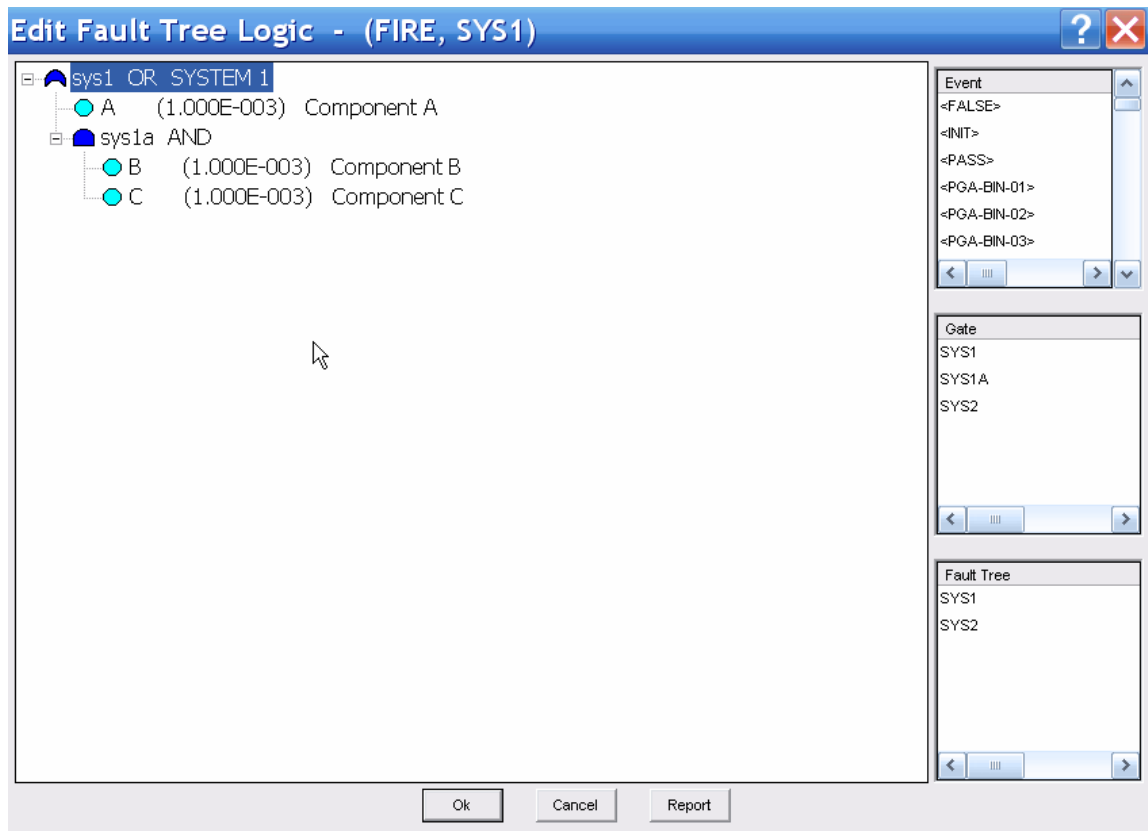 Edit Fault Tree Logic - (FIRE, SYS1)
?
sys1 OR SYSTEM 1
A (1.000E-003) Component A
sys1a AND
B (1.000E-003) Component B
C (1.000E-003) Component C
Event
<FALSE>
<INIT>
<PASS>
<PGA-BIN-01>
<PGA-BIN-02>
<PGA-BIN-03>
Gate
SYS1
SYS1A
SYS2
Fault Tree
SYS1
SYS2
Ok Cancel Report